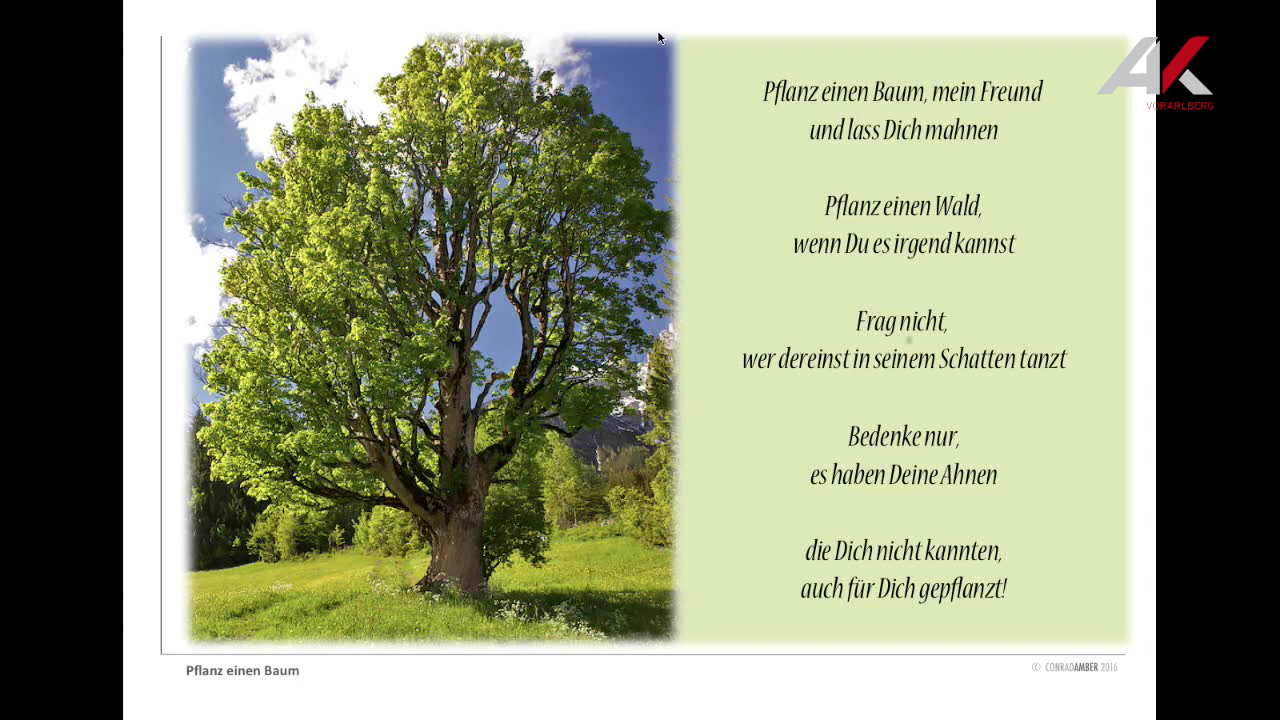 Pflanz einen Baum, mein Freund
und lass Dich mahnen
Pflanz einen Wald,
wenn Du es irgend kannst
Frag nicht,
wer dereinst in seinem Schatten tanzt
Bedenke nur,
es haben Deine Ahnen
die Dich nicht kannten,
auch für Dich gepflanzt!
AK
VORARLBERG
Pflanz einen Baum
© CONRADAMBER 2016